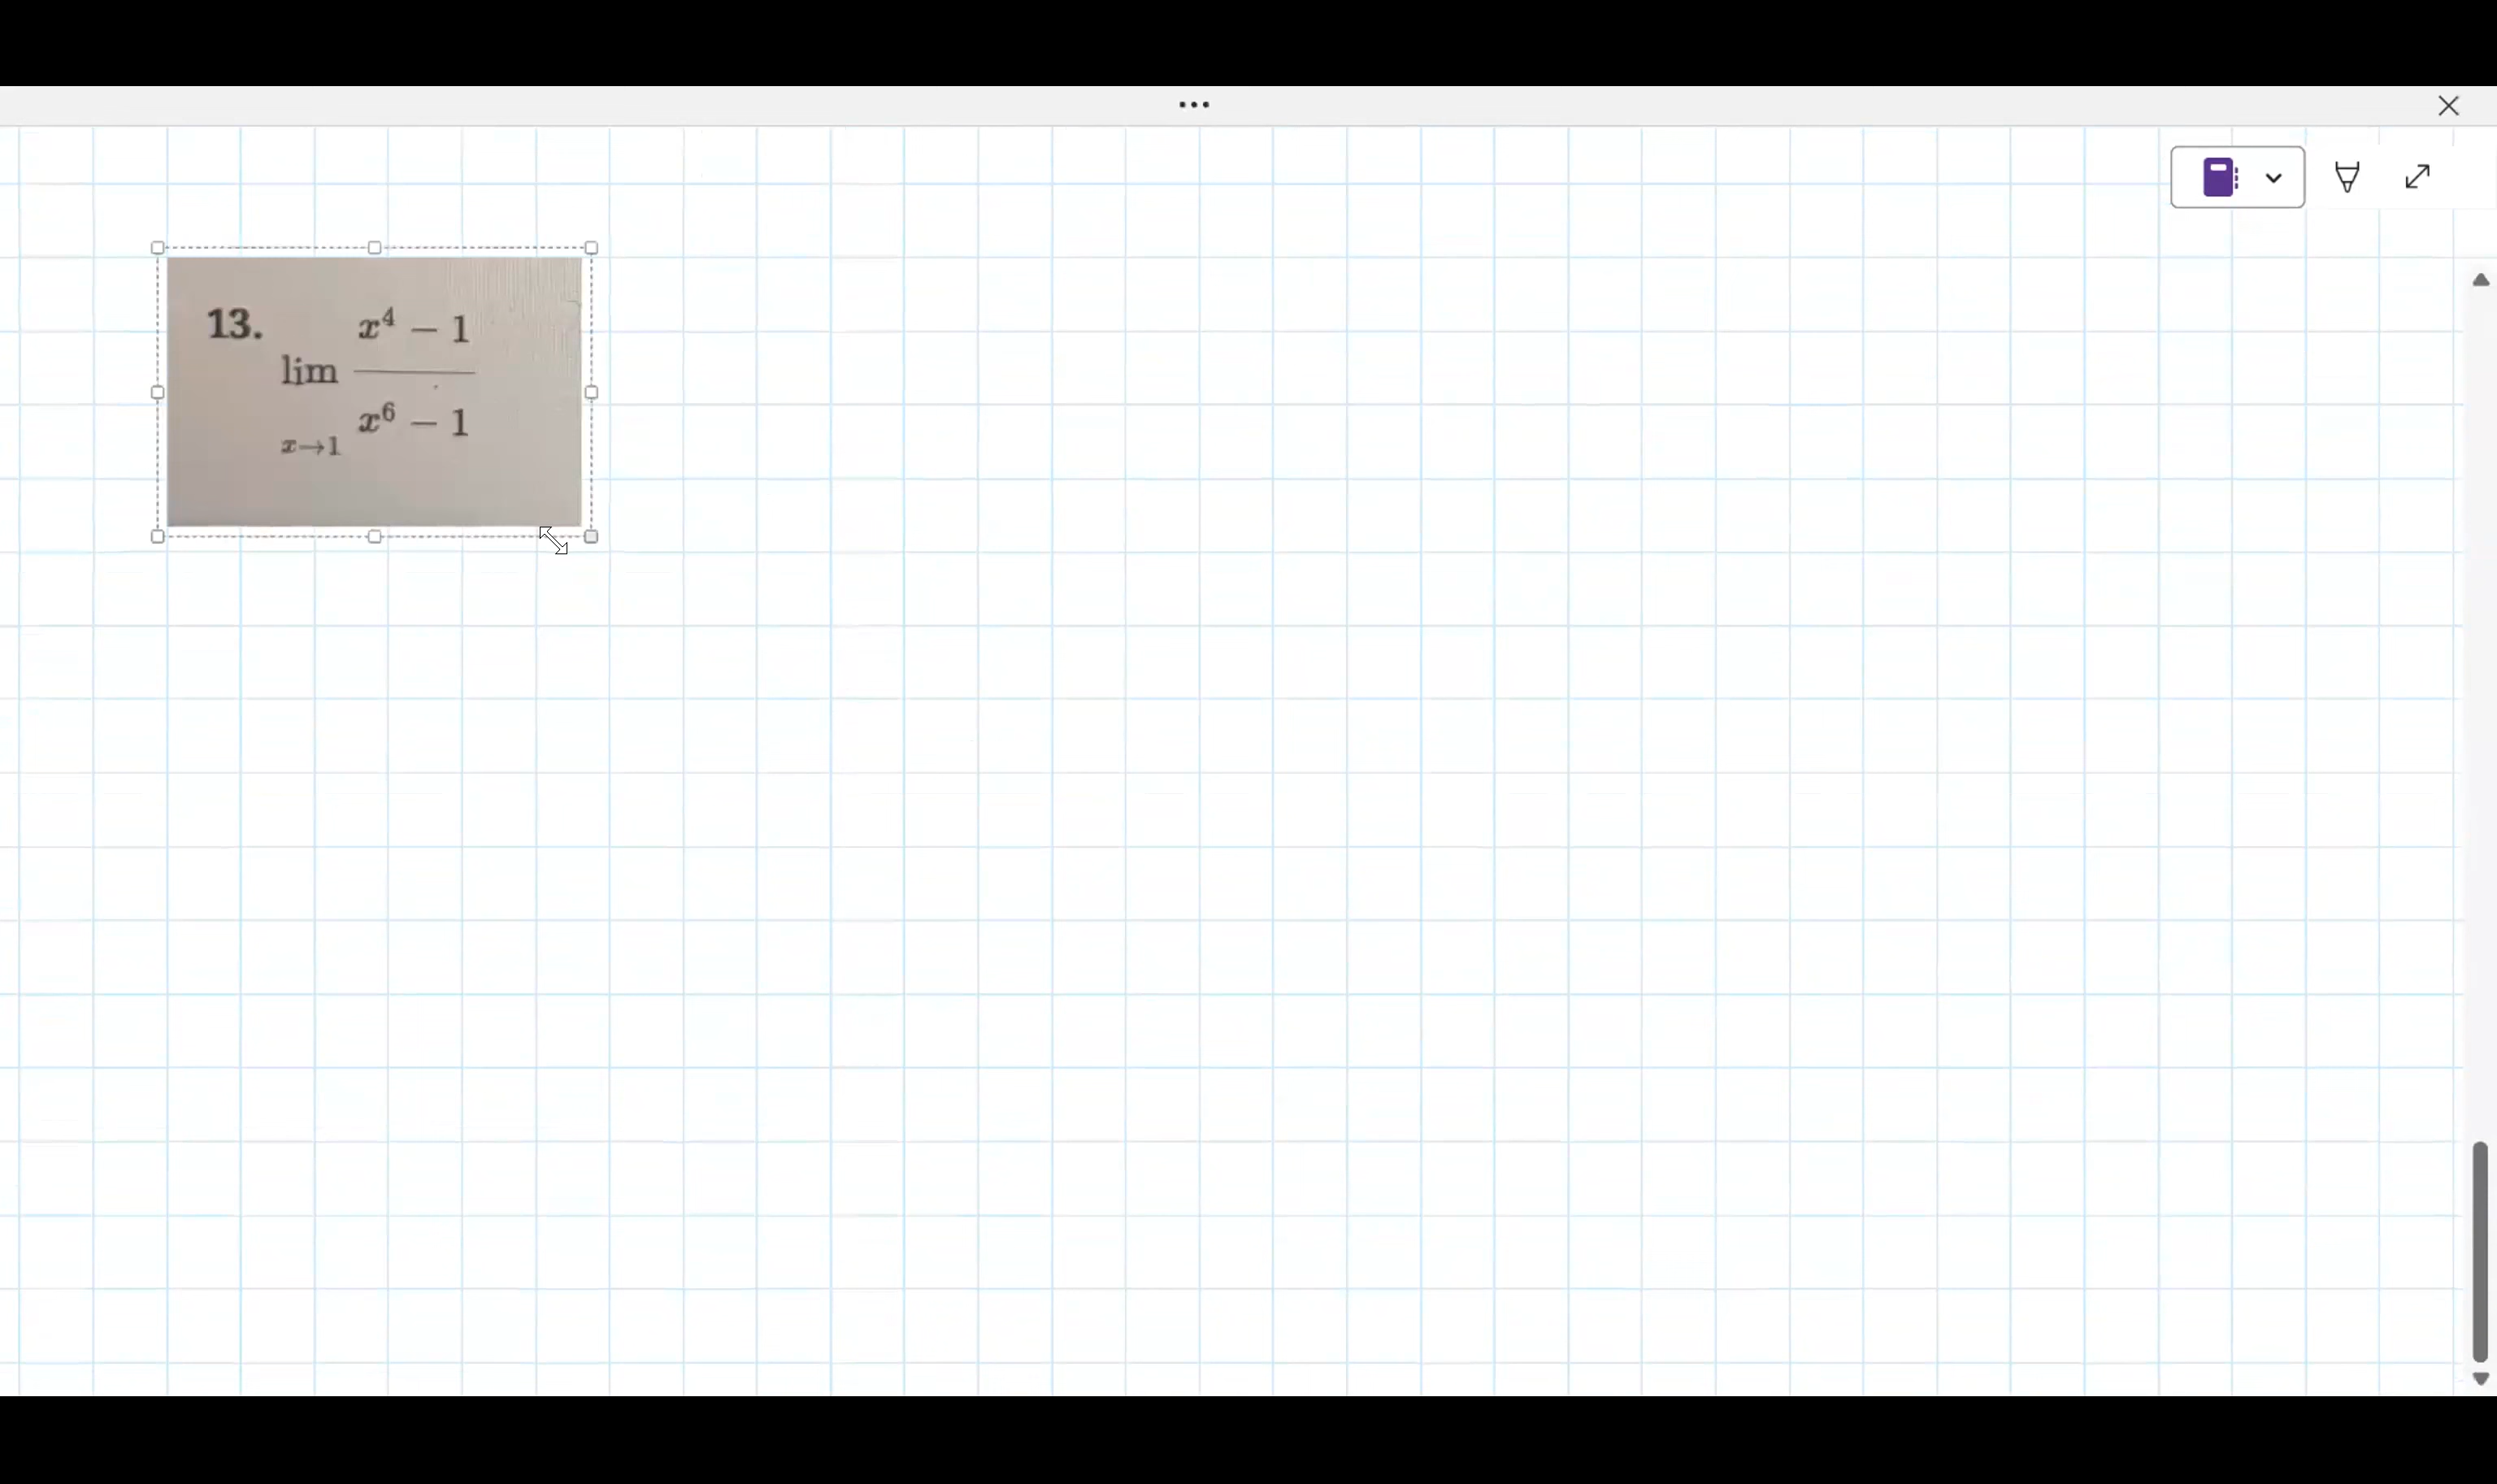 13. lim x⁴ − 1 / x⁶ − 1
x→1